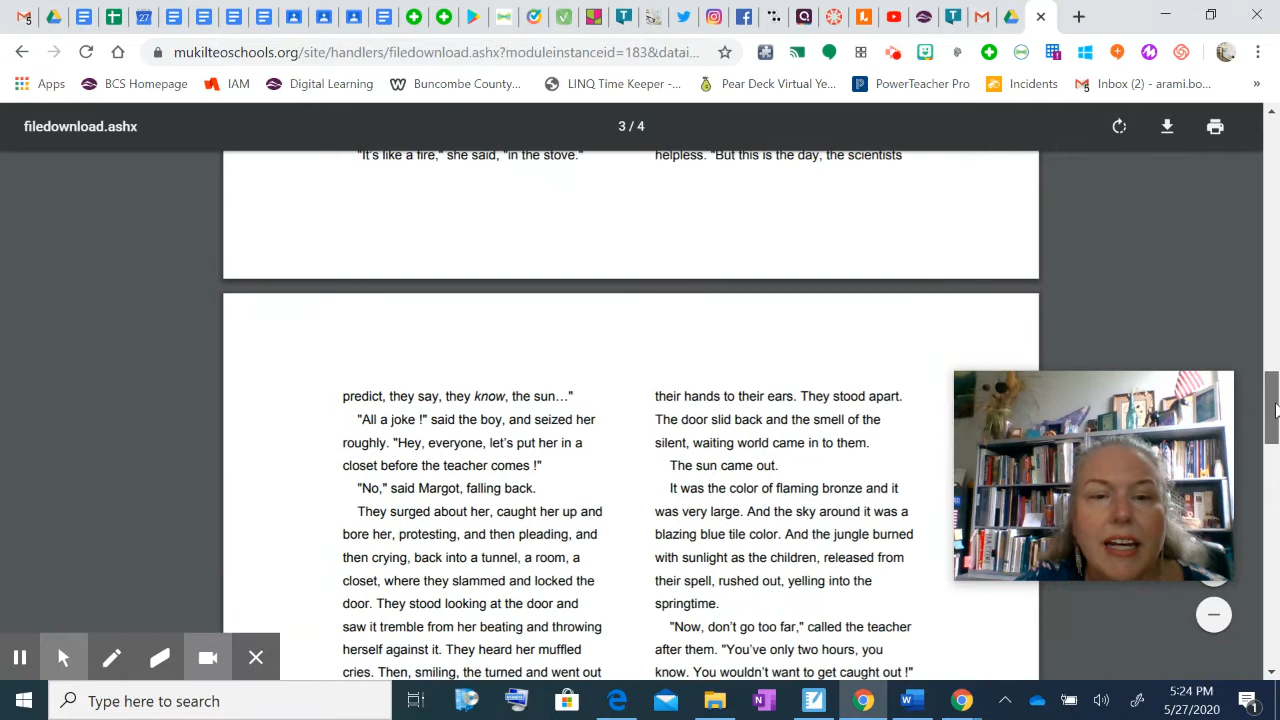 27
mukilteoschools.org/site/handlers/filedownload.ashx?moduleinstanceid=183&datai...
Apps
BCS Homepage
IAM
Digital Learning
Buncombe County...
LINQ Time Keeper -...
Pear Deck Virtual Ye...
PowerTeacher Pro
Incidents
Inbox (2) - arami.bo...
»
filedownload.ashx
3 / 4
"It's like a fire," she said, "in the stove."
helpless. "But this is the day, the scientists
predict, they say, they know, the sun…"
"All a joke !" said the boy, and seized her
roughly. "Hey, everyone, let's put her in a
closet before the teacher comes !"
"No," said Margot, falling back.
They surged about her, caught her up and
bore her, protesting, and then pleading, and
then crying, back into a tunnel, a room, a
closet, where they slammed and locked the
door. They stood looking at the door and
saw it tremble from her beating and throwing
herself against it. They heard her muffled
cries. Then, smiling, the turned and went out
their hands to their ears. They stood apart.
The door slid back and the smell of the
silent, waiting world came in to them.
The sun came out.
It was the color of flaming bronze and it
was very large. And the sky around it was a
blazing blue tile color. And the jungle burned
with sunlight as the children, released from
their spell, rushed out, yelling into the
springtime.
"Now, don't go too far," called the teacher
after them. "You've only two hours, you
know. You wouldn't want to get caught out !"
Type here to search
5:24 PM
5/27/2020
1